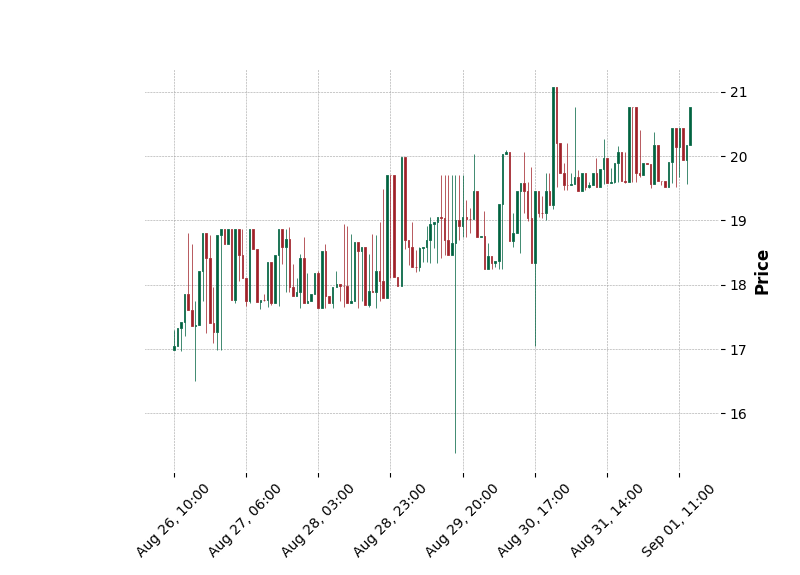 21
20
19
18
17
16
Price
Aug 26, 10:00
Aug 27, 06:00
Aug 28, 03:00
Aug 28, 23:00
Aug 29, 20:00
Aug 30, 17:00
Aug 31, 14:00
Sep 01, 11:00